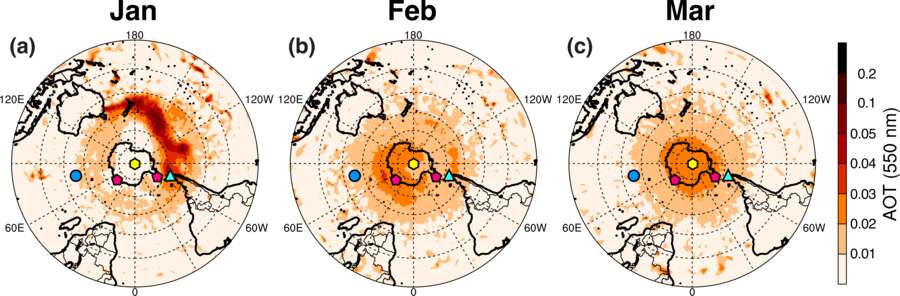 Jan Feb Mar
(a) (b) (c)
180 180 180
120E 120W 120E 120W 120E 120W
60E 60W 60E 60W 60E 60W
0 0 0
0.2
0.1
0.05
0.04
0.03
0.02
0.01
AOT (550 nm)